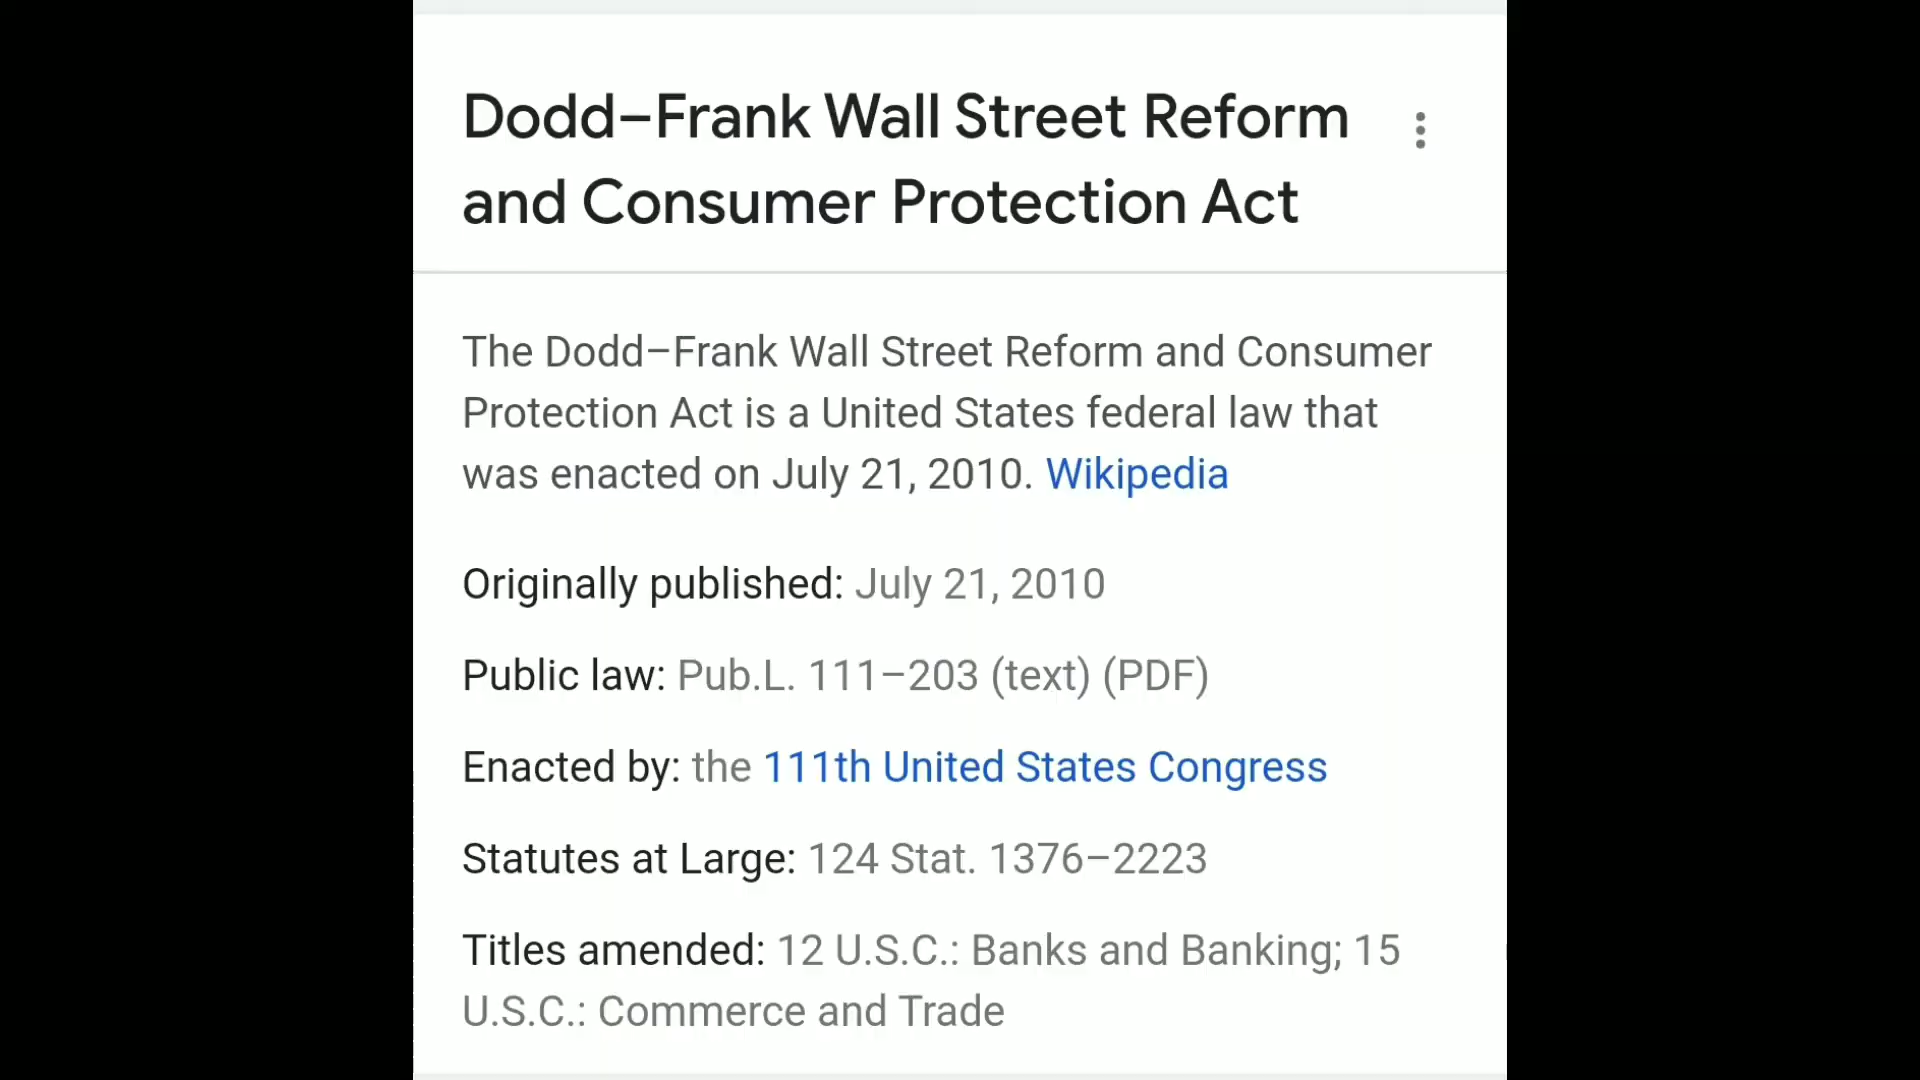 Dodd–Frank Wall Street Reform
and Consumer Protection Act
The Dodd–Frank Wall Street Reform and Consumer
Protection Act is a United States federal law that
was enacted on July 21, 2010. Wikipedia
Originally published: July 21, 2010
Public law: Pub.L. 111–203 (text) (PDF)
Enacted by: the 111th United States Congress
Statutes at Large: 124 Stat. 1376–2223
Titles amended: 12 U.S.C.: Banks and Banking; 15
U.S.C.: Commerce and Trade